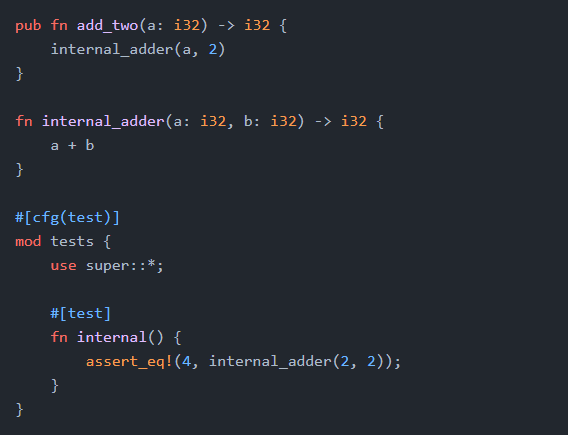 pub fn add_two(a: i32) -> i32 {
    internal_adder(a, 2)
}

fn internal_adder(a: i32, b: i32) -> i32 {
    a + b
}

#[cfg(test)]
mod tests {
    use super::*;

    #[test]
    fn internal() {
        assert_eq!(4, internal_adder(2, 2));
    }
}